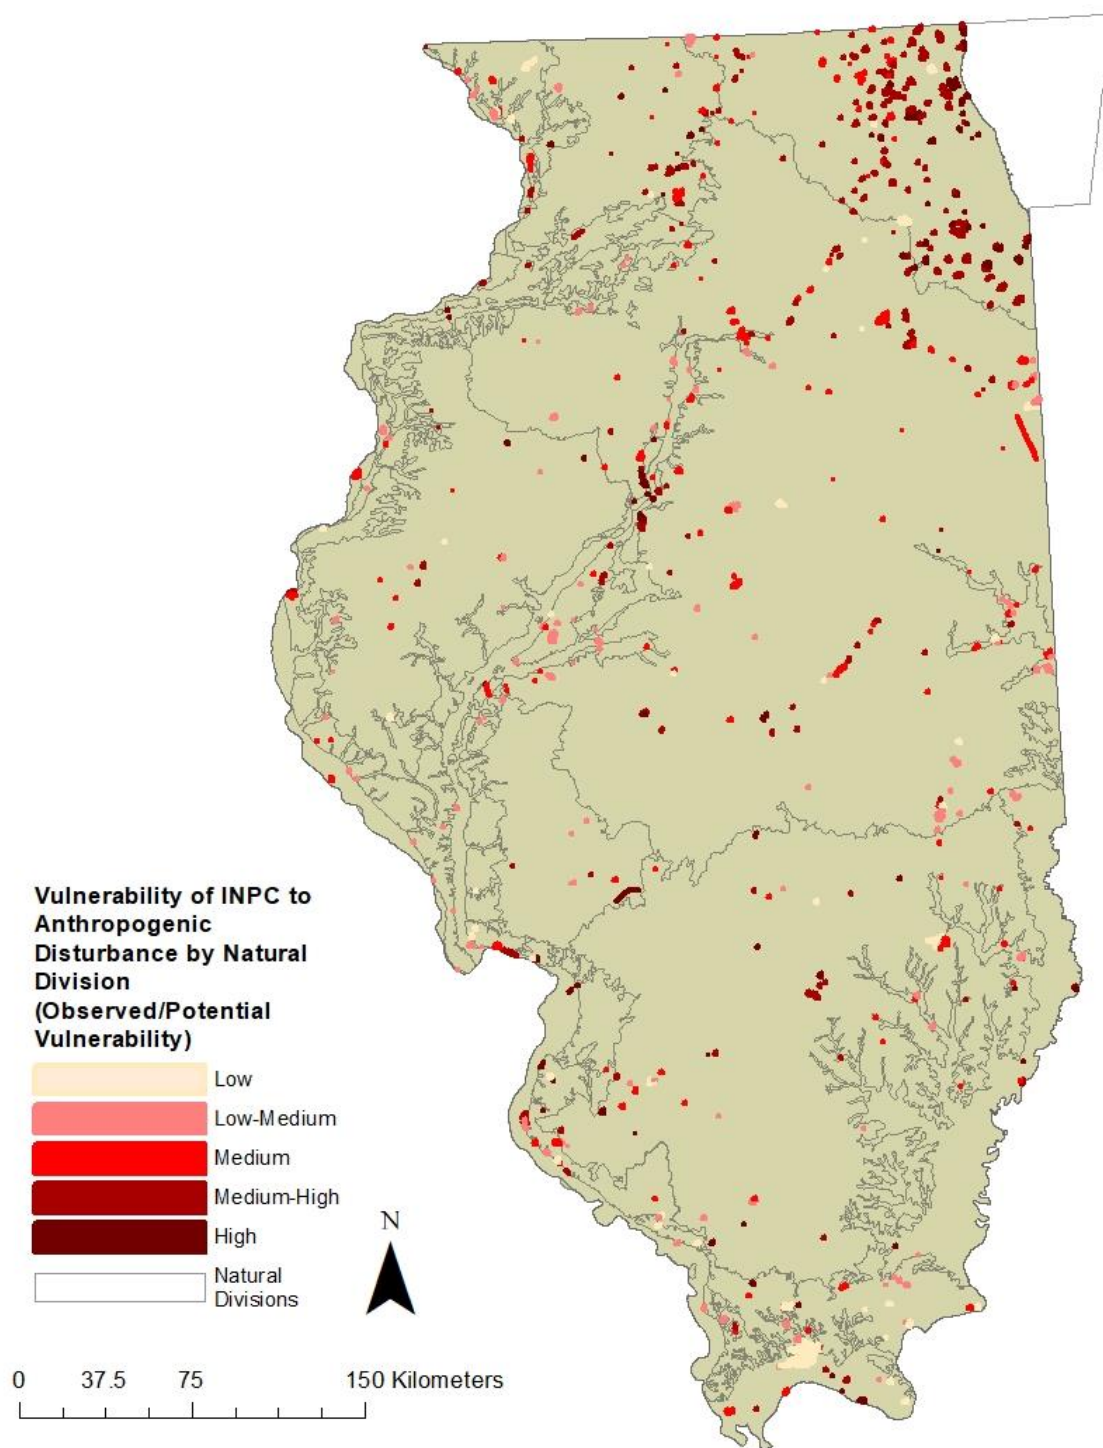 Vulnerability of INPC to
Anthropogenic
Disturbance by Natural
Division
(Observed/Potential
Vulnerability)
Low
Low-Medium
Medium
Medium-High
High
Natural
Divisions
N
0 37.5 75 150 Kilometers